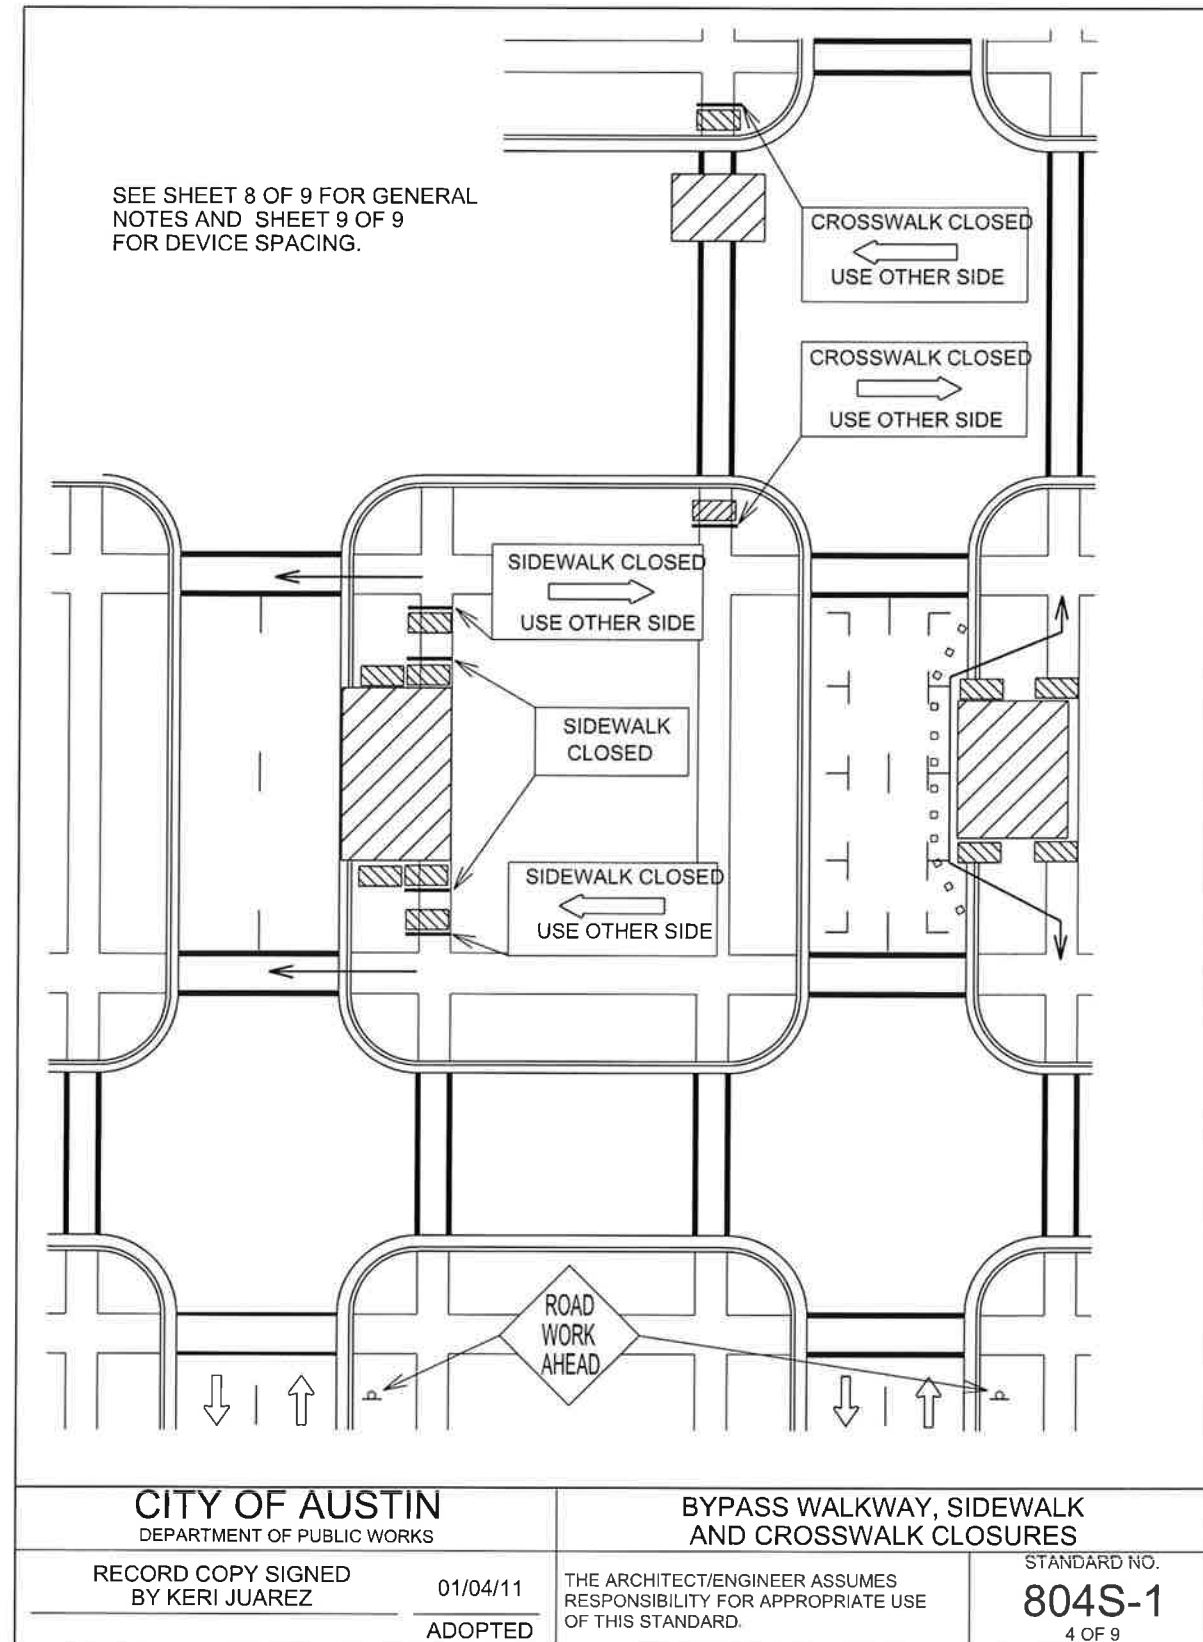 SEE SHEET 8 OF 9 FOR GENERAL
NOTES AND SHEET 9 OF 9
FOR DEVICE SPACING.
CROSSWALK CLOSED
USE OTHER SIDE
CROSSWALK CLOSED
USE OTHER SIDE
SIDEWALK CLOSED
USE OTHER SIDE
SIDEWALK
CLOSED
SIDEWALK CLOSED
USE OTHER SIDE
ROAD
WORK
AHEAD
CITY OF AUSTIN
DEPARTMENT OF PUBLIC WORKS
BYPASS WALKWAY, SIDEWALK
AND CROSSWALK CLOSURES
RECORD COPY SIGNED
BY KERI JUAREZ
01/04/11
ADOPTED
THE ARCHITECT/ENGINEER ASSUMES
RESPONSIBILITY FOR APPROPRIATE USE
OF THIS STANDARD.
STANDARD NO.
804S-1
4 OF 9